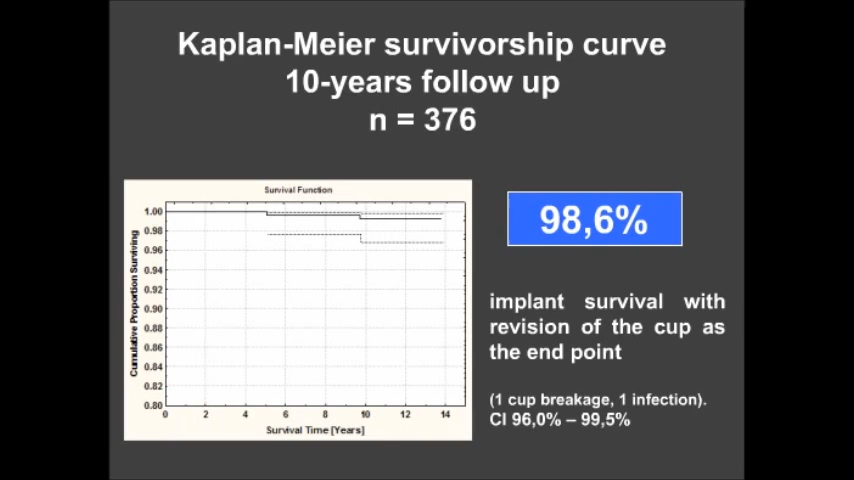 Kaplan-Meier survivorship curve
10-years follow up
n = 376
Survival Function
Cumulative Proportion Surviving
1.00
0.98
0.96
0.94
0.92
0.90
0.88
0.86
0.84
0.82
0.80
0 2 4 6 8 10 12 14
Survival Time [Years]
98,6%
implant survival with
revision of the cup as
the end point
(1 cup breakage, 1 infection).
CI 96,0% – 99,5%